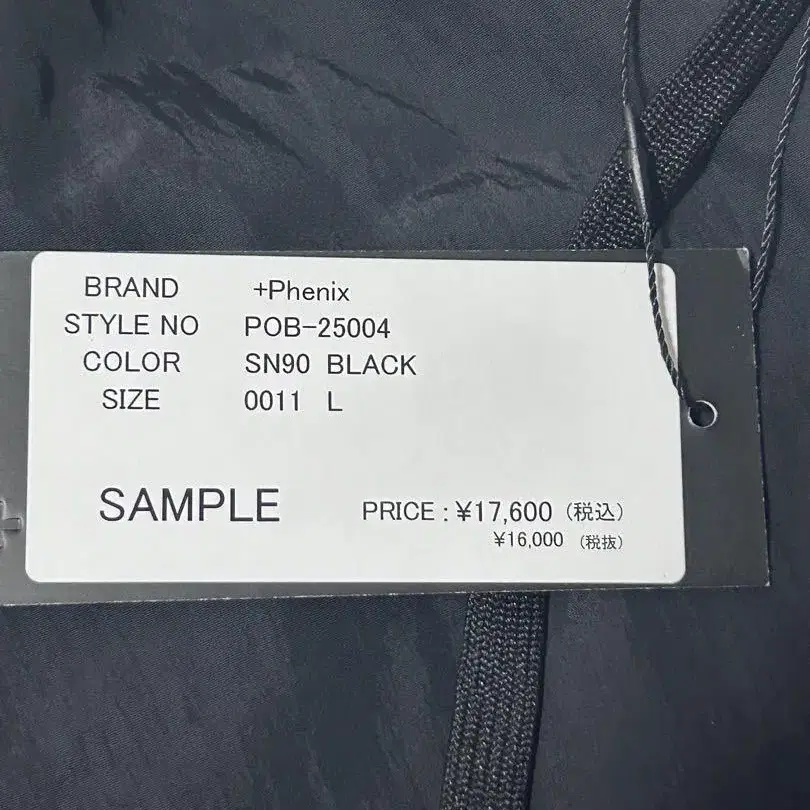 BRAND +Phenix
STYLE NO POB-25004
COLOR SN90 BLACK
SIZE 0011 L
SAMPLE PRICE : ¥17,600 (税込)
¥16,000 (税抜)